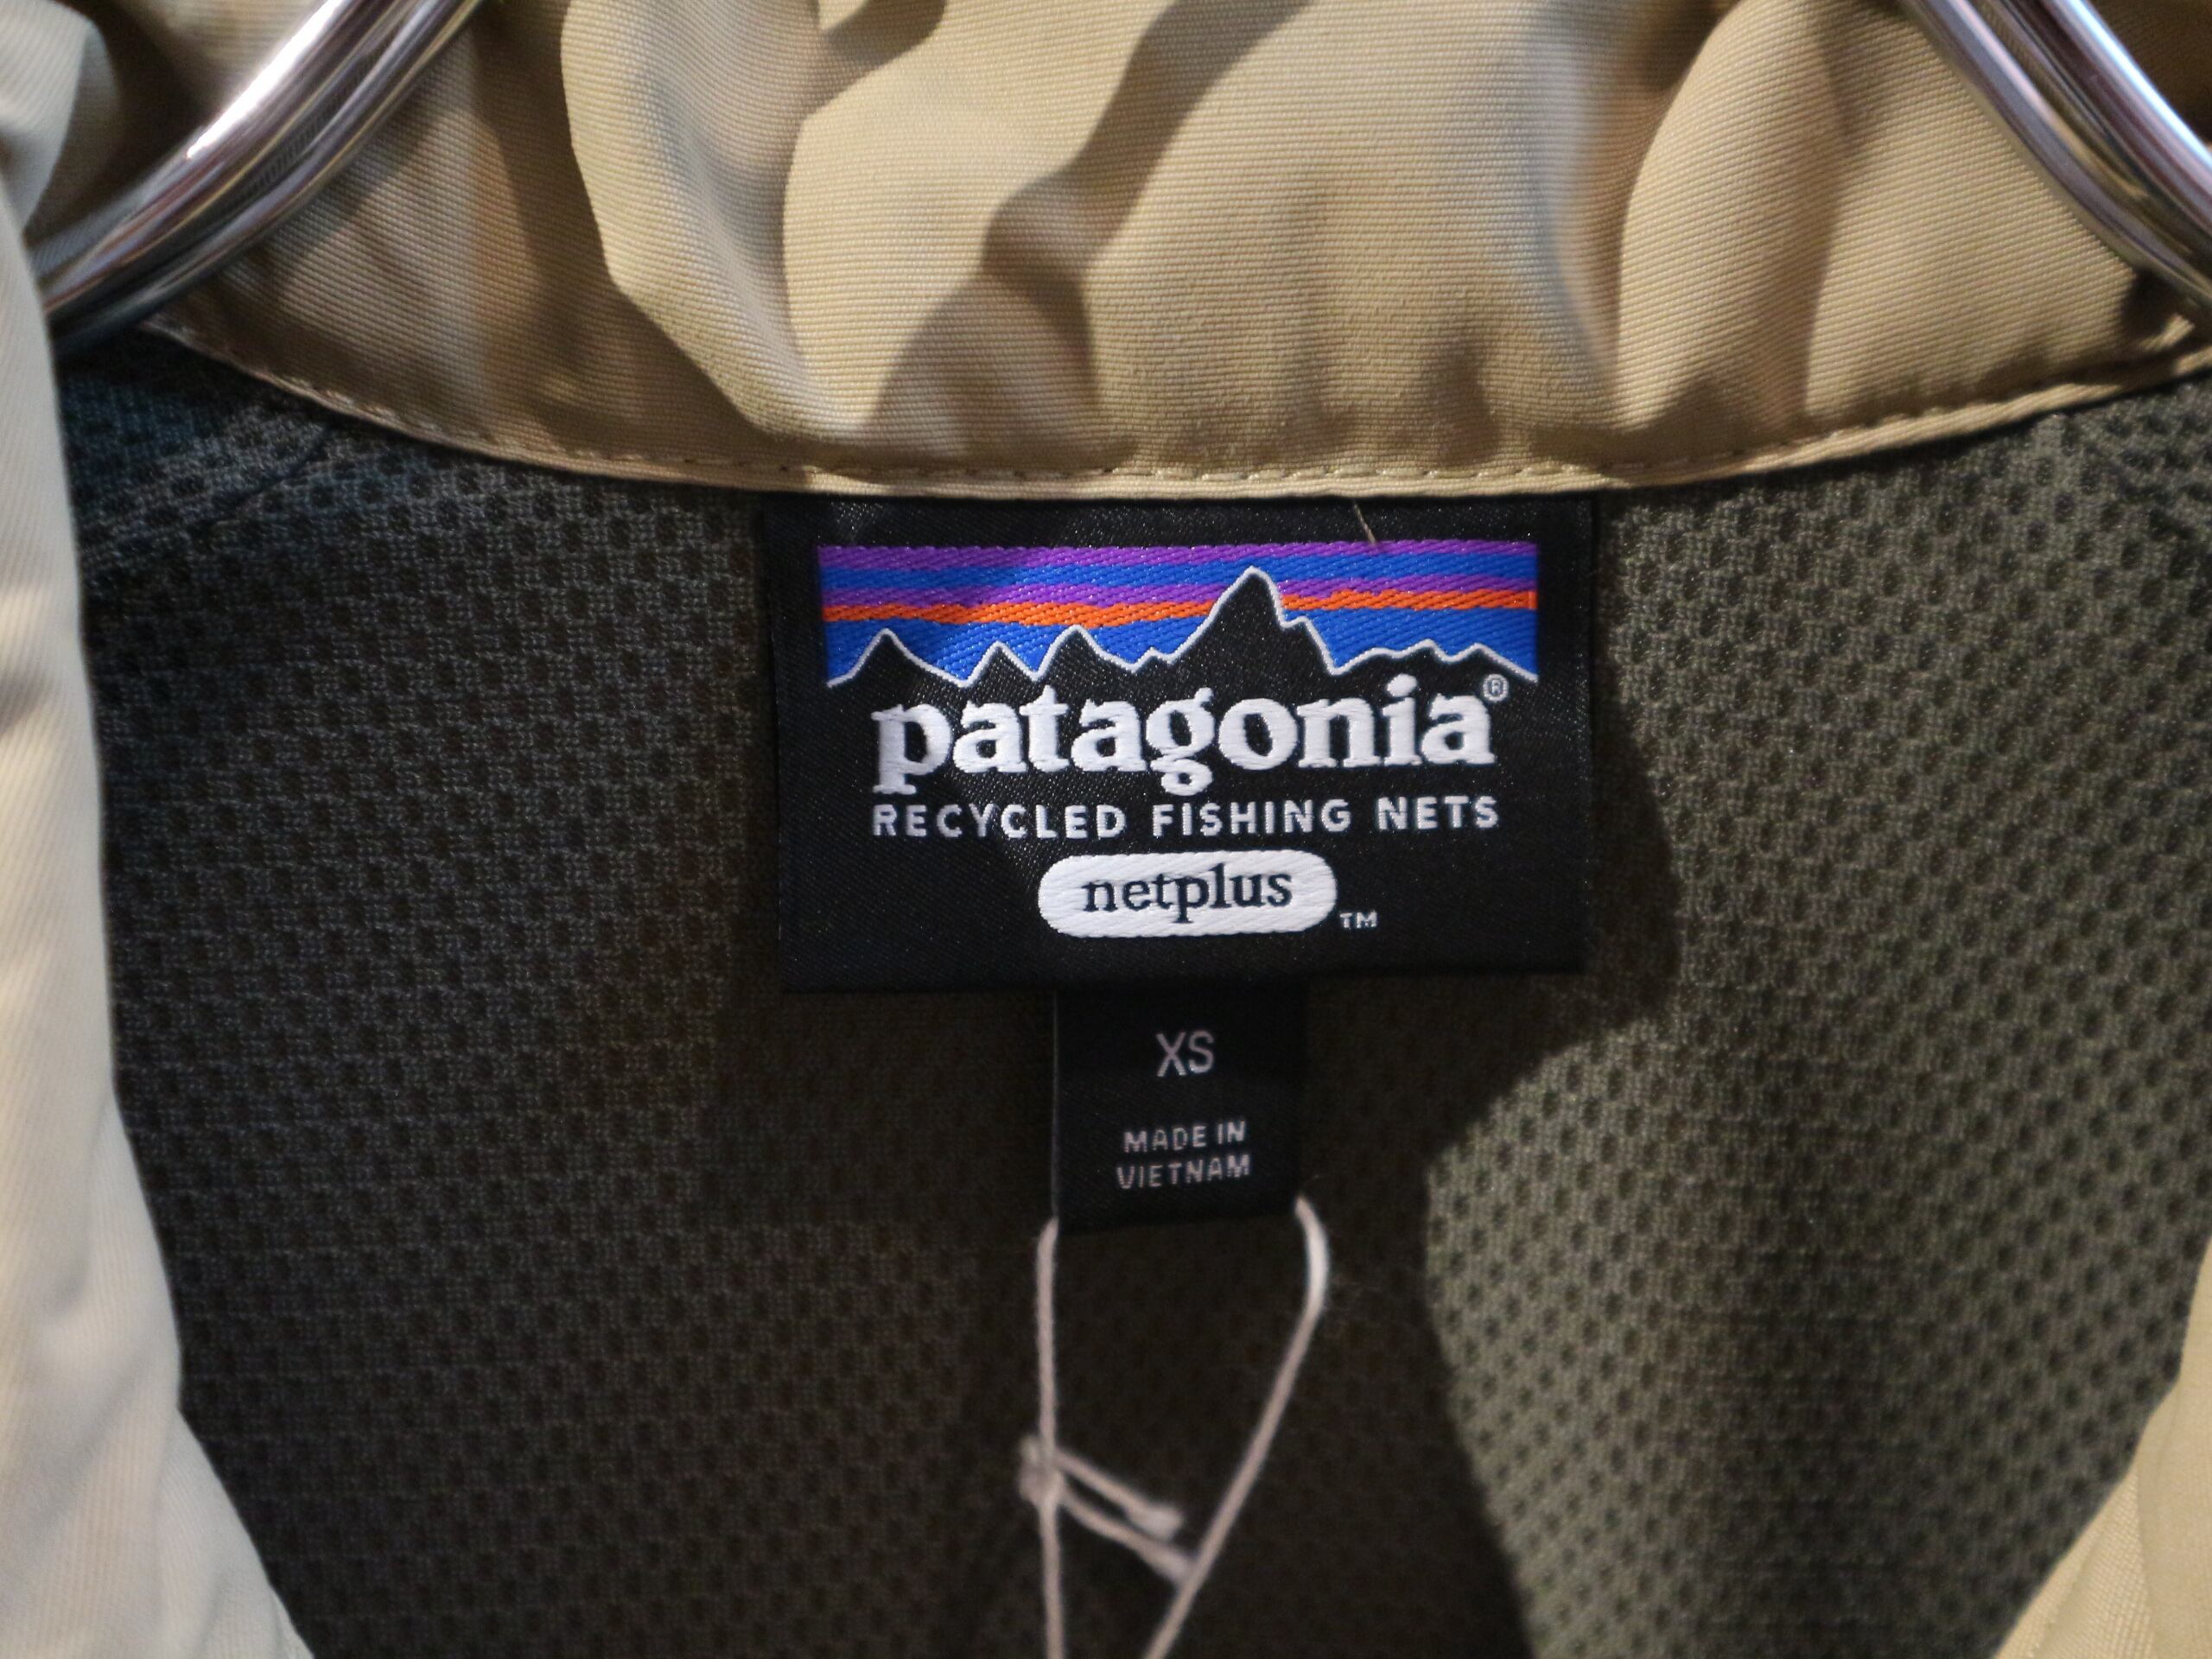 patagonia®
RECYCLED FISHING NETS
netplus™
XS
MADE IN
VIETNAM